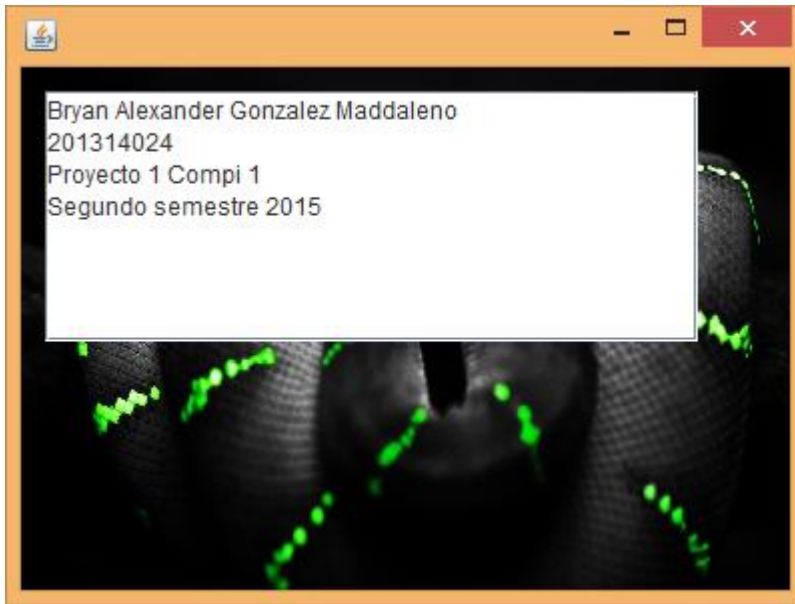 Bryan Alexander Gonzalez Maddaleno
201314024
Proyecto 1 Compi 1
Segundo semestre 2015